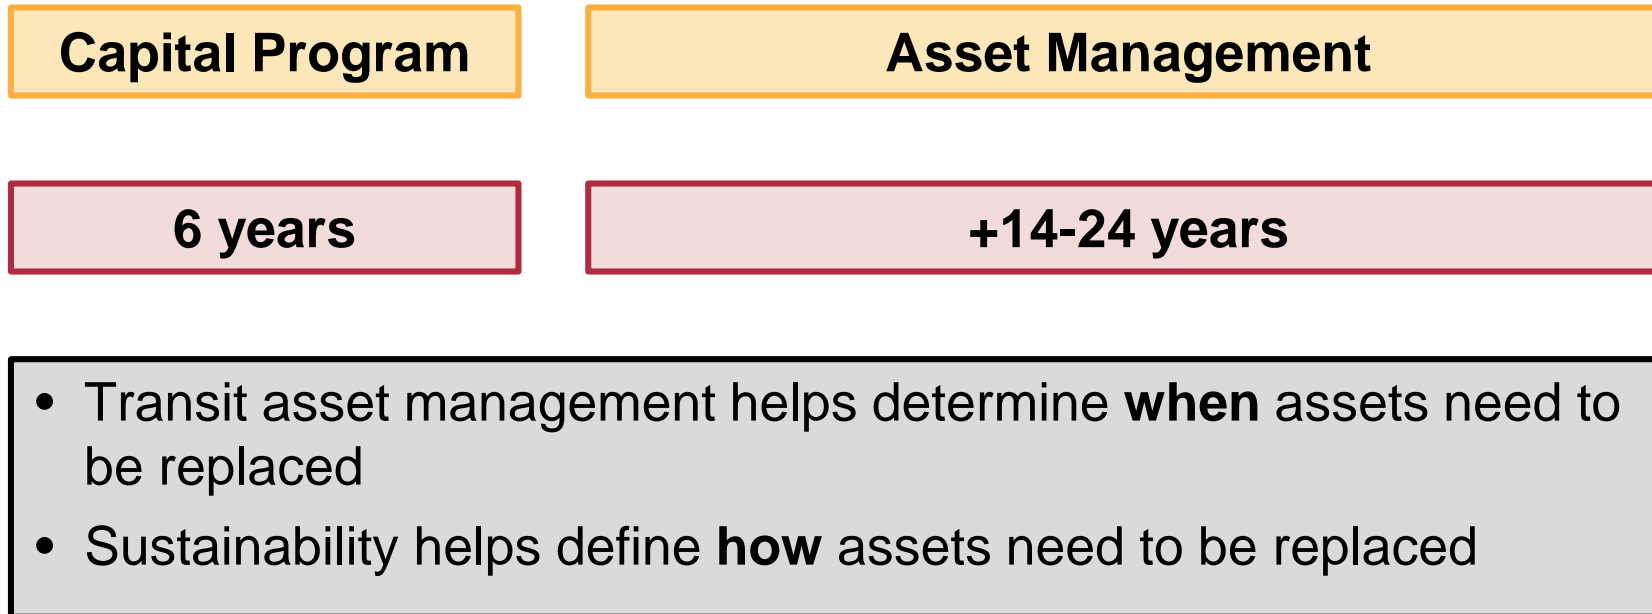 Capital Program
Asset Management
6 years
+14-24 years
• Transit asset management helps determine when assets need to
be replaced
• Sustainability helps define how assets need to be replaced